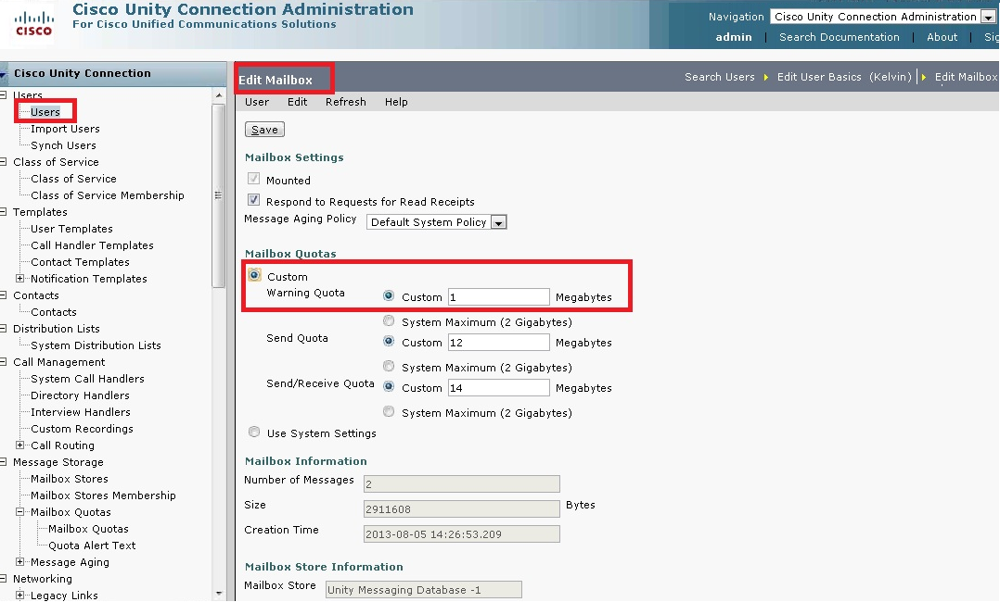 Cisco Unity Connection Administration
For Cisco Unified Communications Solutions
CISCO
Navigation Cisco Unity Connection Administration
admin | Search Documentation | About |
Cisco Unity Connection
Users
Users
Import Users
Synch Users
Class of Service
Class of Service
Class of Service Membership
Templates
User Templates
Call Handler Templates
Contact Templates
Notification Templates
Contacts
Contacts
Distribution Lists
System Distribution Lists
Call Management
System Call Handlers
Directory Handlers
Interview Handlers
Custom Recordings
Call Routing
Message Storage
Mailbox Stores
Mailbox Stores Membership
Mailbox Quotas
Mailbox Quotas
Quota Alert Text
Message Aging
Networking
Legacy Links
Edit Mailbox
Search Users Edit User Basics (Kelvin) Edit Mailbox
User Edit Refresh Help
Save
Mailbox Settings
Mounted
Respond to Requests for Read Receipts
Message Aging Policy Default System Policy
Mailbox Quotas
Custom
Warning Quota Custom 1 Megabytes
System Maximum (2 Gigabytes)
Send Quota Custom 12 Megabytes
System Maximum (2 Gigabytes)
Send/Receive Quota Custom 14 Megabytes
System Maximum (2 Gigabytes)
Use System Settings
Mailbox Information
Number of Messages 2
Size 2911608 Bytes
Creation Time 2013-08-05 14:26:53.209
Mailbox Store Information
Mailbox Store Unity Messaging Database -1